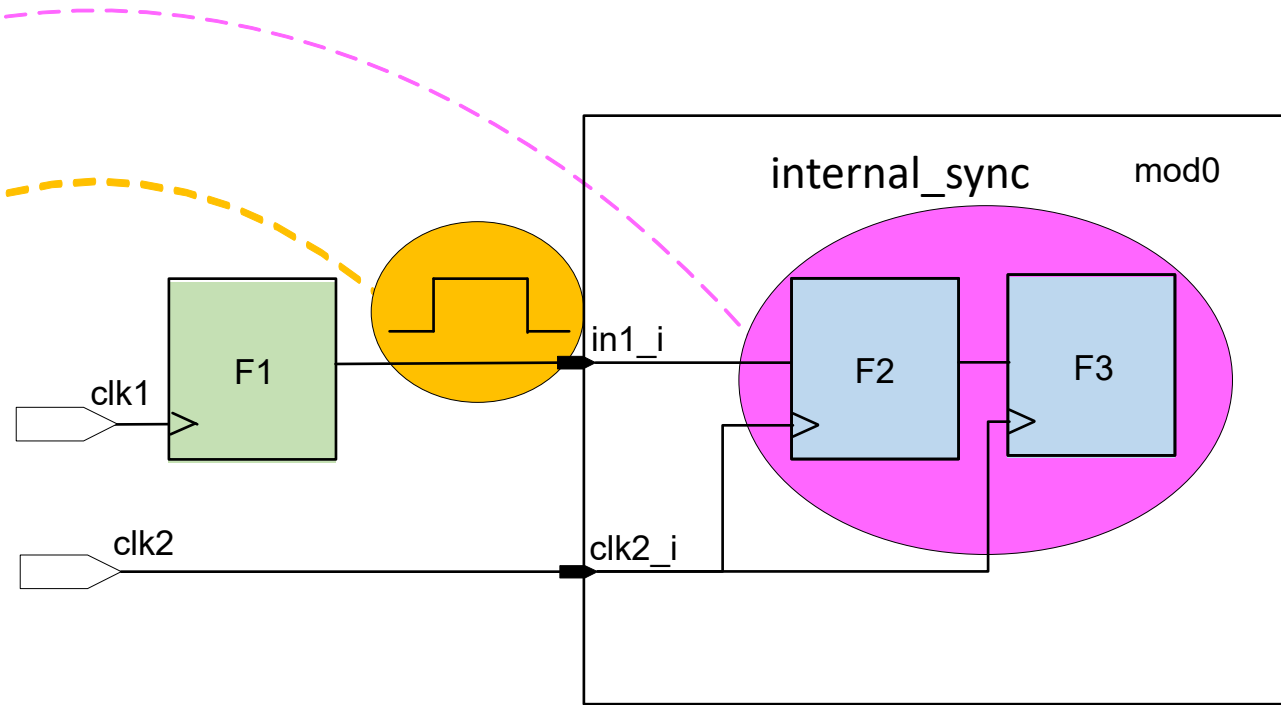 internal_sync
mod0
in1_i
F1
F2
F3
clk1
clk2
clk2_i